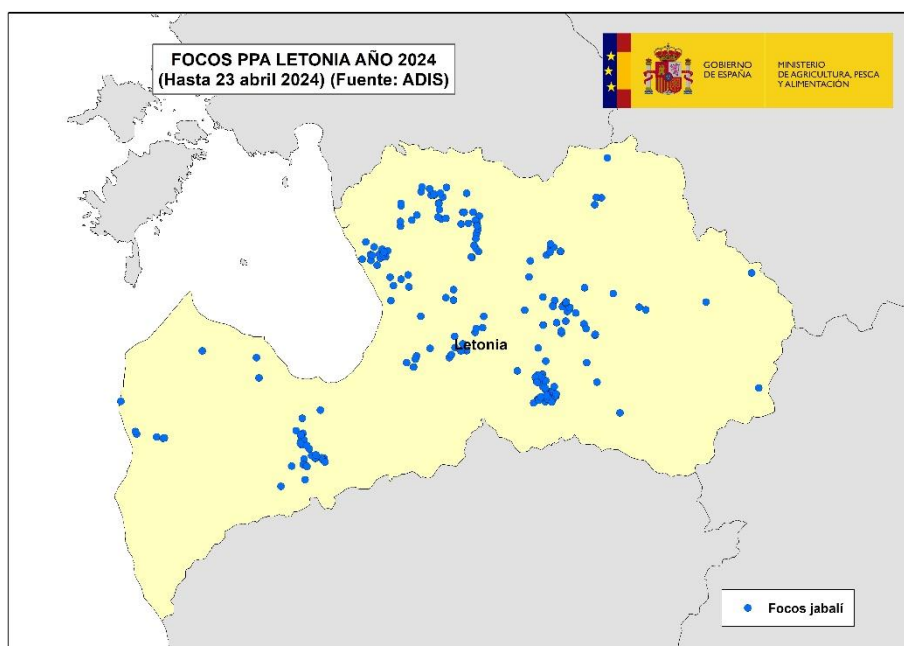 FOCOS PPA LETONIA AÑO 2024
(Hasta 23 abril 2024) (Fuente: ADIS)
GOBIERNO
DE ESPAÑA
MINISTERIO
DE AGRICULTURA, PESCA
Y ALIMENTACIÓN
Letonia
Focos jabalí